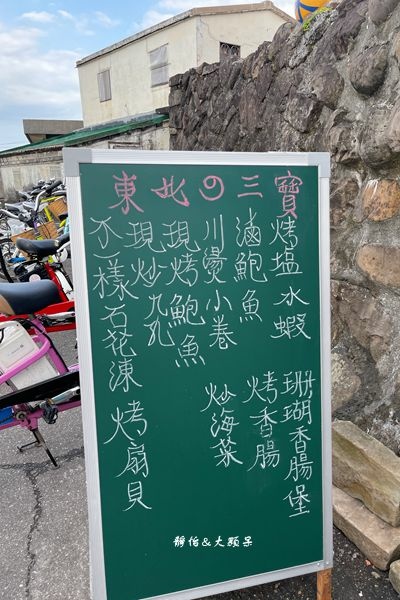 東北の三寶
烤塩水蝦 珊瑚香腸堡
滷鮑魚 烤香腸
川燙小卷 炒海菜
現烤鮑魚
現炒九孔
不一樣石花凍 烤扇貝
靜怡&大顆呆